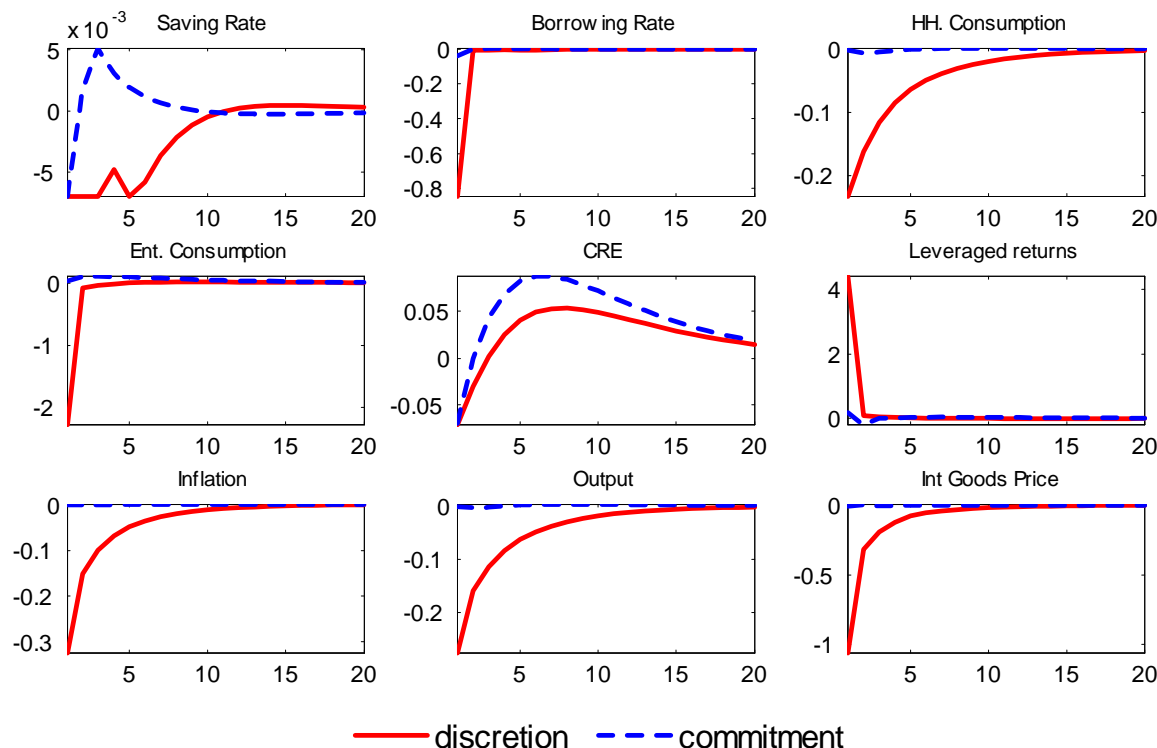 x 10^-3
Saving Rate
Borrowing Rate
HH. Consumption
5
0
-5
5 10 15 20
0
-0.2
-0.4
-0.6
-0.8
5 10 15 20
0
-0.1
-0.2
5 10 15 20
Ent. Consumption
CRE
Leveraged returns
0
-1
-2
5 10 15 20
0.05
0
-0.05
5 10 15 20
4
2
0
5 10 15 20
Inflation
Output
Int Goods Price
0
-0.1
-0.2
-0.3
5 10 15 20
0
-0.1
-0.2
5 10 15 20
0
-0.5
-1
5 10 15 20
discretion commitment